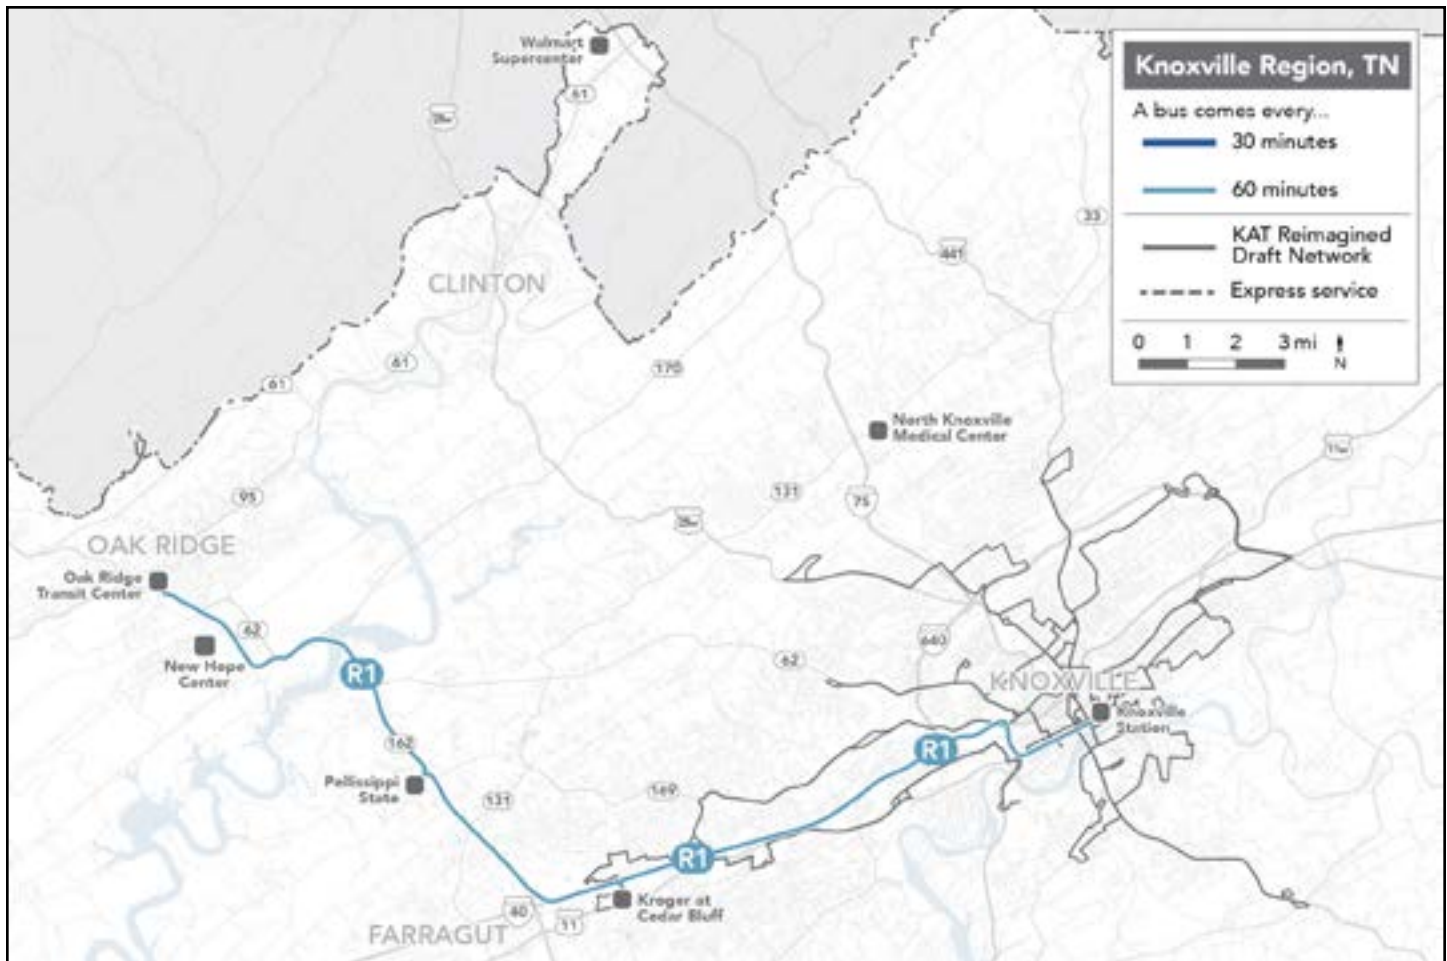 Knoxville Region, TN
A bus comes every...
30 minutes
60 minutes
KAT Reimagined
Draft Network
Express service
0 1 2 3 mi
N
Walmart
Supercenter
61
25W
33
441
CLINTON
61
170
61
North Knoxville
Medical Center
11W
95
131
75
25W
OAK RIDGE
Oak Ridge
Transit Center
62
640
New Hope
Center
62
R1
KNOXVILLE
Knoxville
Station
162
R1
Pellissippi
State
131
169
R1
Kroger at
Cedar Bluff
40
11
FARRAGUT